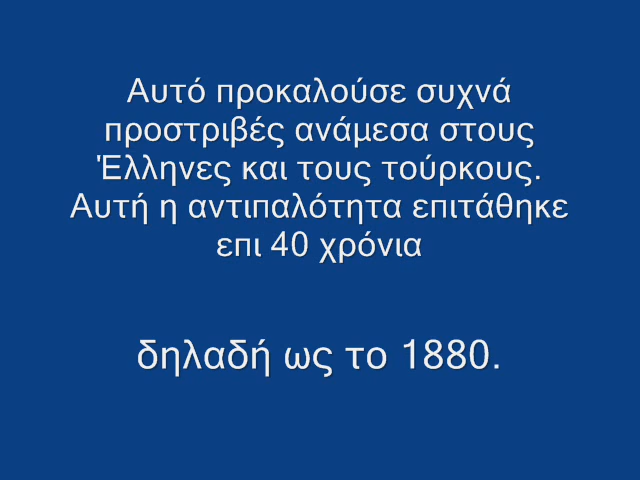 Αυτό προκαλούσε συχνά
προστριβές ανάμεσα στους
Έλληνες και τους τούρκους.
Αυτή η αντιπαλότητα επιτάθηκε
επι 40 χρόνια
δηλαδή ως το 1880.